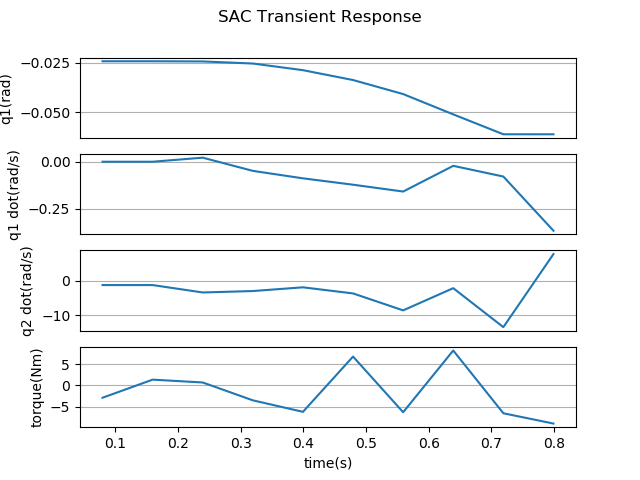 SAC Transient Response
−0.025
−0.050
q1(rad)
0.00
−0.25
q1 dot(rad/s)
0
−10
q2 dot(rad/s)
5
0
−5
torque(Nm)
0.1 0.2 0.3 0.4 0.5 0.6 0.7 0.8
time(s)